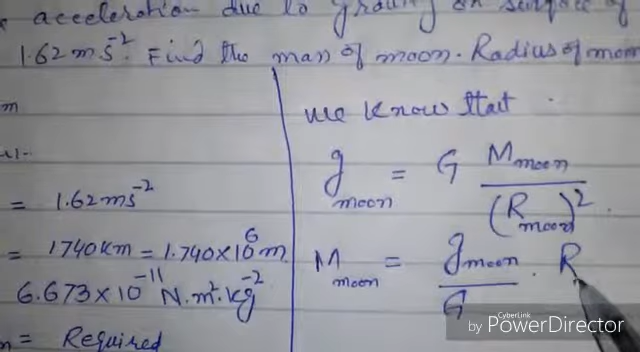 acceleration due to gravity on surface of
1.62 ms⁻². Find the mass of moon. Radius of moon
m
= 1.62 ms⁻²
= 1740 km = 1.740×10⁶ m
6.673×10⁻¹¹ N.m².kg⁻²
= Required
we know that
g moon = G M moon / (R moon)²
M moon = g moon / G . R
CyberLink
by PowerDirector